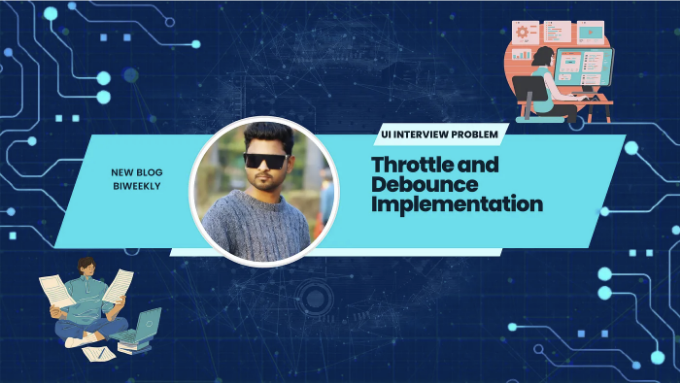 NEW BLOG
BIWEEKLY
UI INTERVIEW PROBLEM
Throttle and
Debounce
Implementation